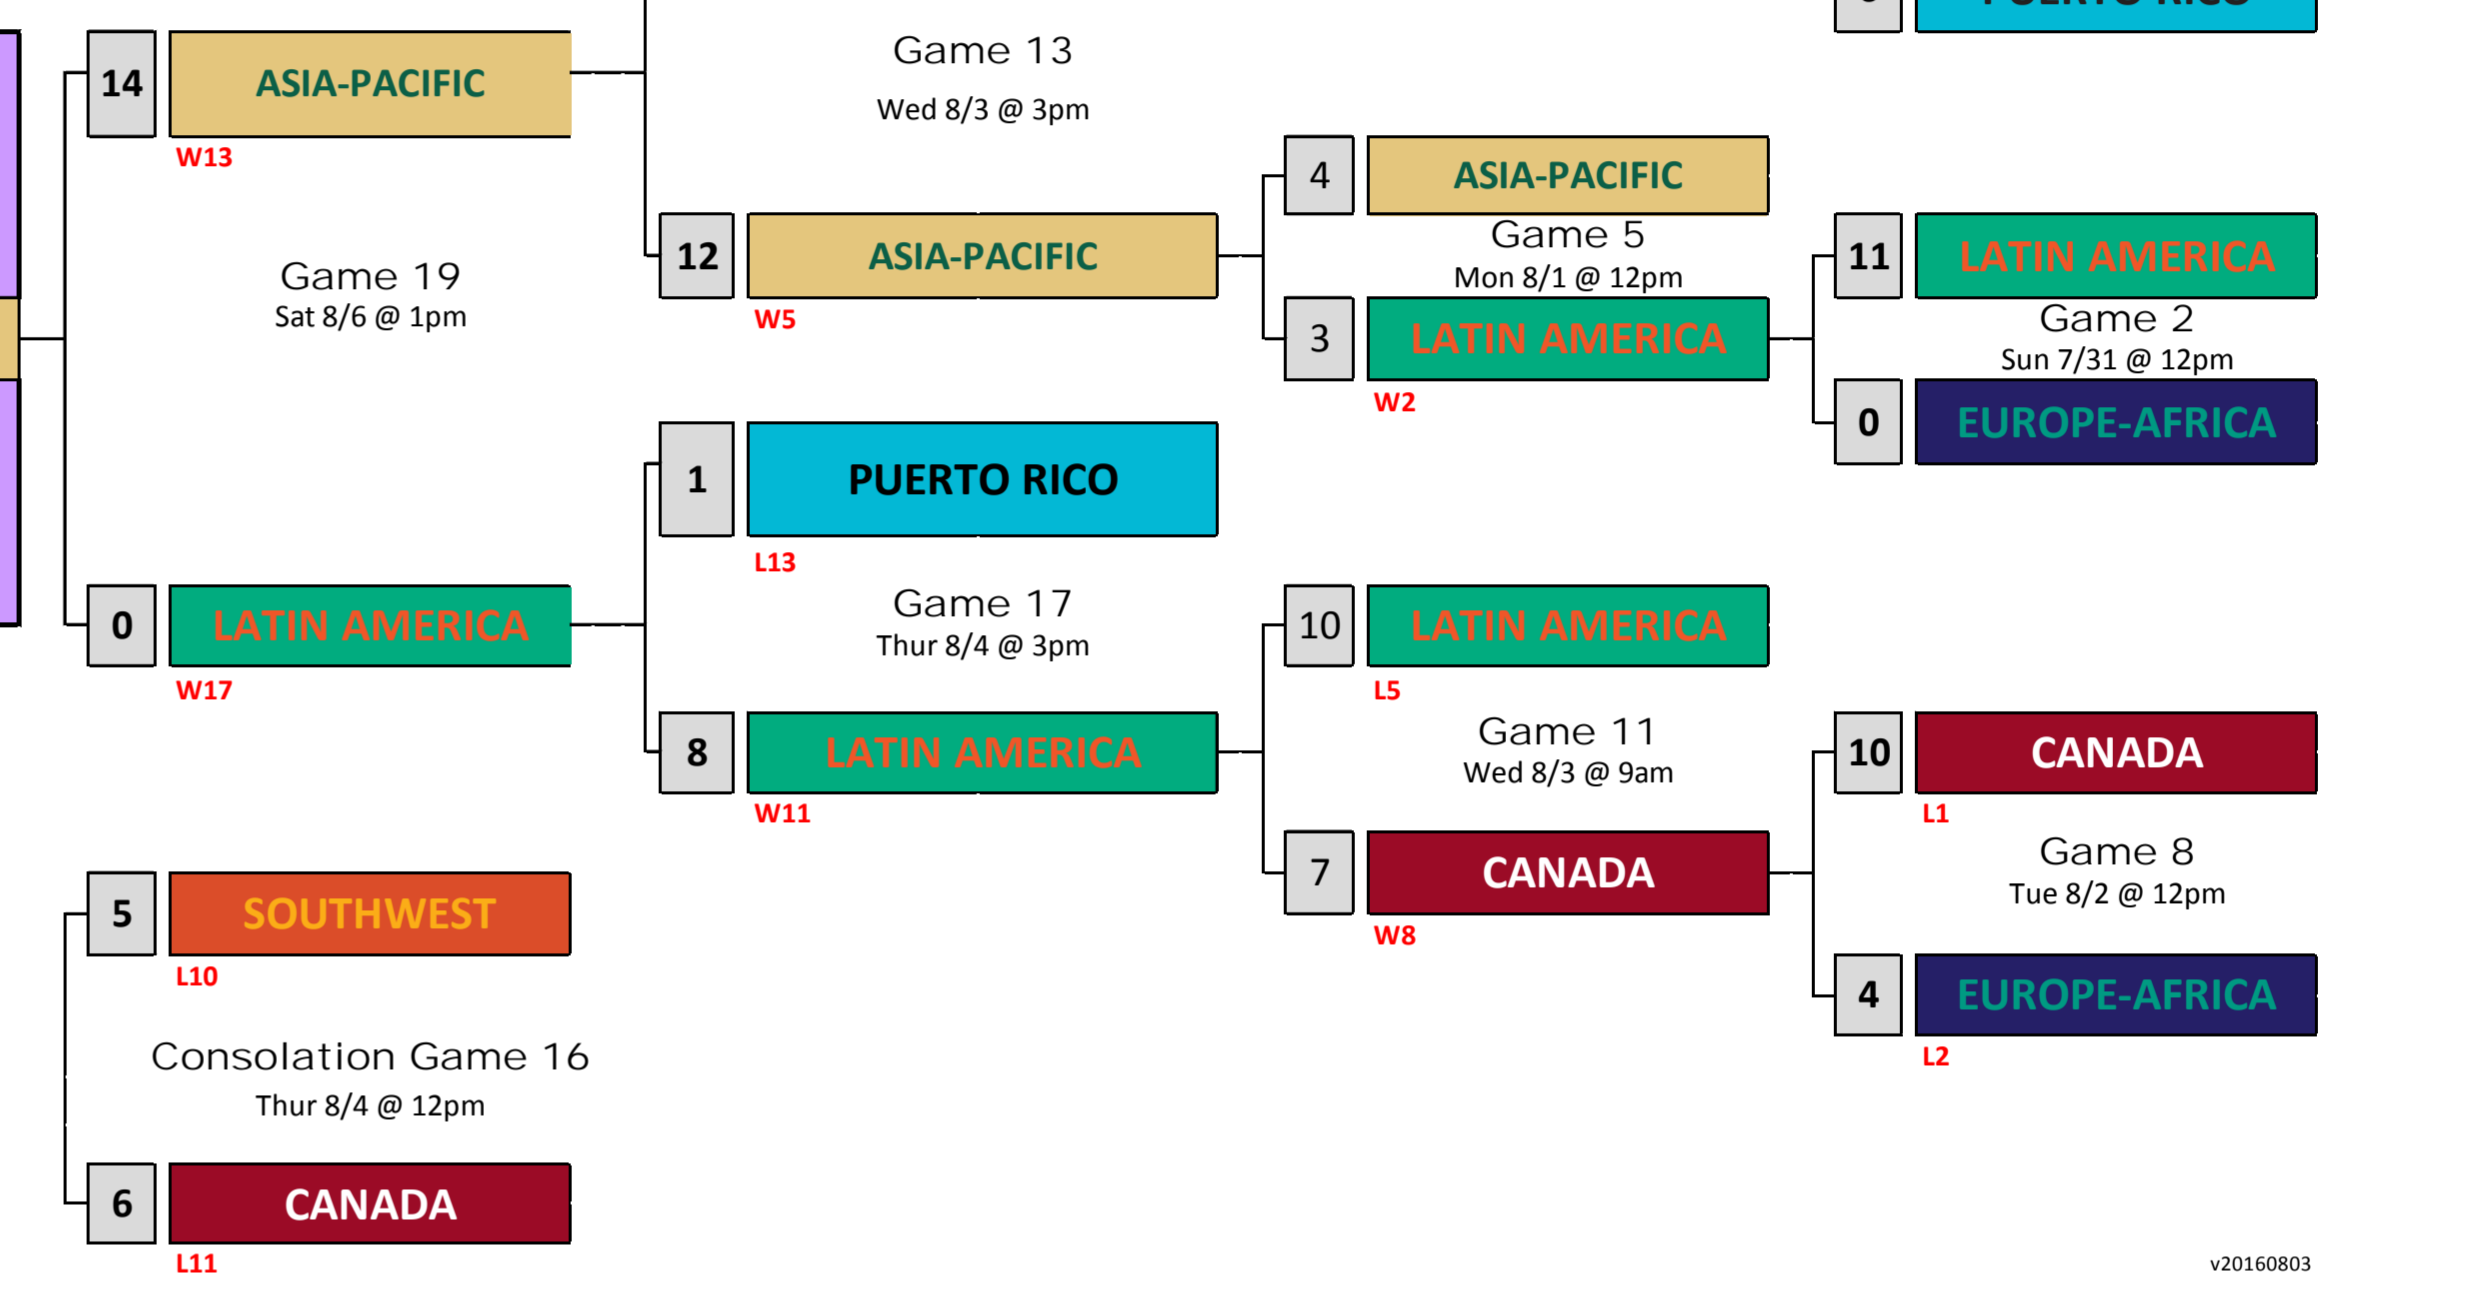 PUERTO RICO
14
ASIA-PACIFIC
W13
Game 13
Wed 8/3 @ 3pm
4
ASIA-PACIFIC
Game 5
Mon 8/1 @ 12pm
3
LATIN AMERICA
W2
11
LATIN AMERICA
Game 2
Sun 7/31 @ 12pm
0
EUROPE-AFRICA
12
ASIA-PACIFIC
W5
Game 19
Sat 8/6 @ 1pm
1
PUERTO RICO
L13
Game 17
Thur 8/4 @ 3pm
8
LATIN AMERICA
W11
0
LATIN AMERICA
W17
10
LATIN AMERICA
L5
Game 11
Wed 8/3 @ 9am
7
CANADA
W8
10
CANADA
L1
Game 8
Tue 8/2 @ 12pm
4
EUROPE-AFRICA
L2
5
SOUTHWEST
L10
Consolation Game 16
Thur 8/4 @ 12pm
6
CANADA
L11
v20160803